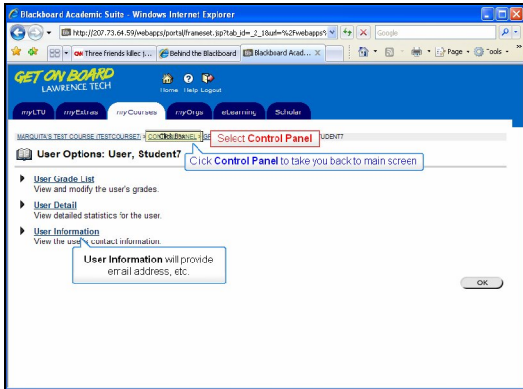 Blackboard Academic Suite - Windows Internet Explorer
http://207.73.64.59/webapps/portal/frameset.jsp?tab_id=_2_1&url=%2Fwebapps%
Google
Three friends killec j...
Behind the Blackboard
Blackboard Acad...
Page
Tools
GET ON BOARD
LAWRENCE TECH
Home Help Logout
myLTU
myExtras
myCourses
myOrgs
eLearning
Scholar
MARQUITA'S TEST COURSE (TESTCOURSE) >
Click Box
Select Control Panel
UDENT7
User Options: User, Student7
Click Control Panel to take you back to main screen
User Grade List
View and modify the user's grades.
User Detail
View detailed statistics for the user.
User Information
View the user's contact information.
User Information will provide
email address, etc.
OK